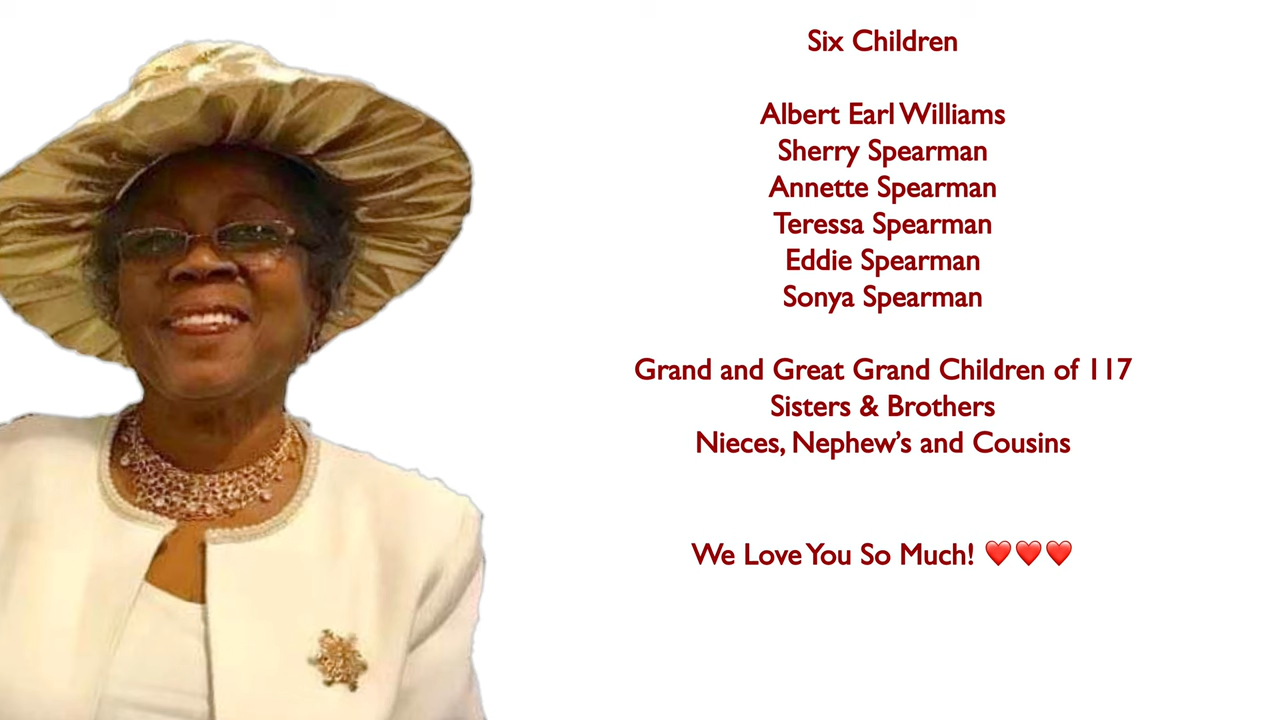 Six Children
Albert Earl Williams
Sherry Spearman
Annette Spearman
Teressa Spearman
Eddie Spearman
Sonya Spearman
Grand and Great Grand Children of 117
Sisters & Brothers
Nieces, Nephew’s and Cousins
We Love You So Much! ❤️❤️❤️